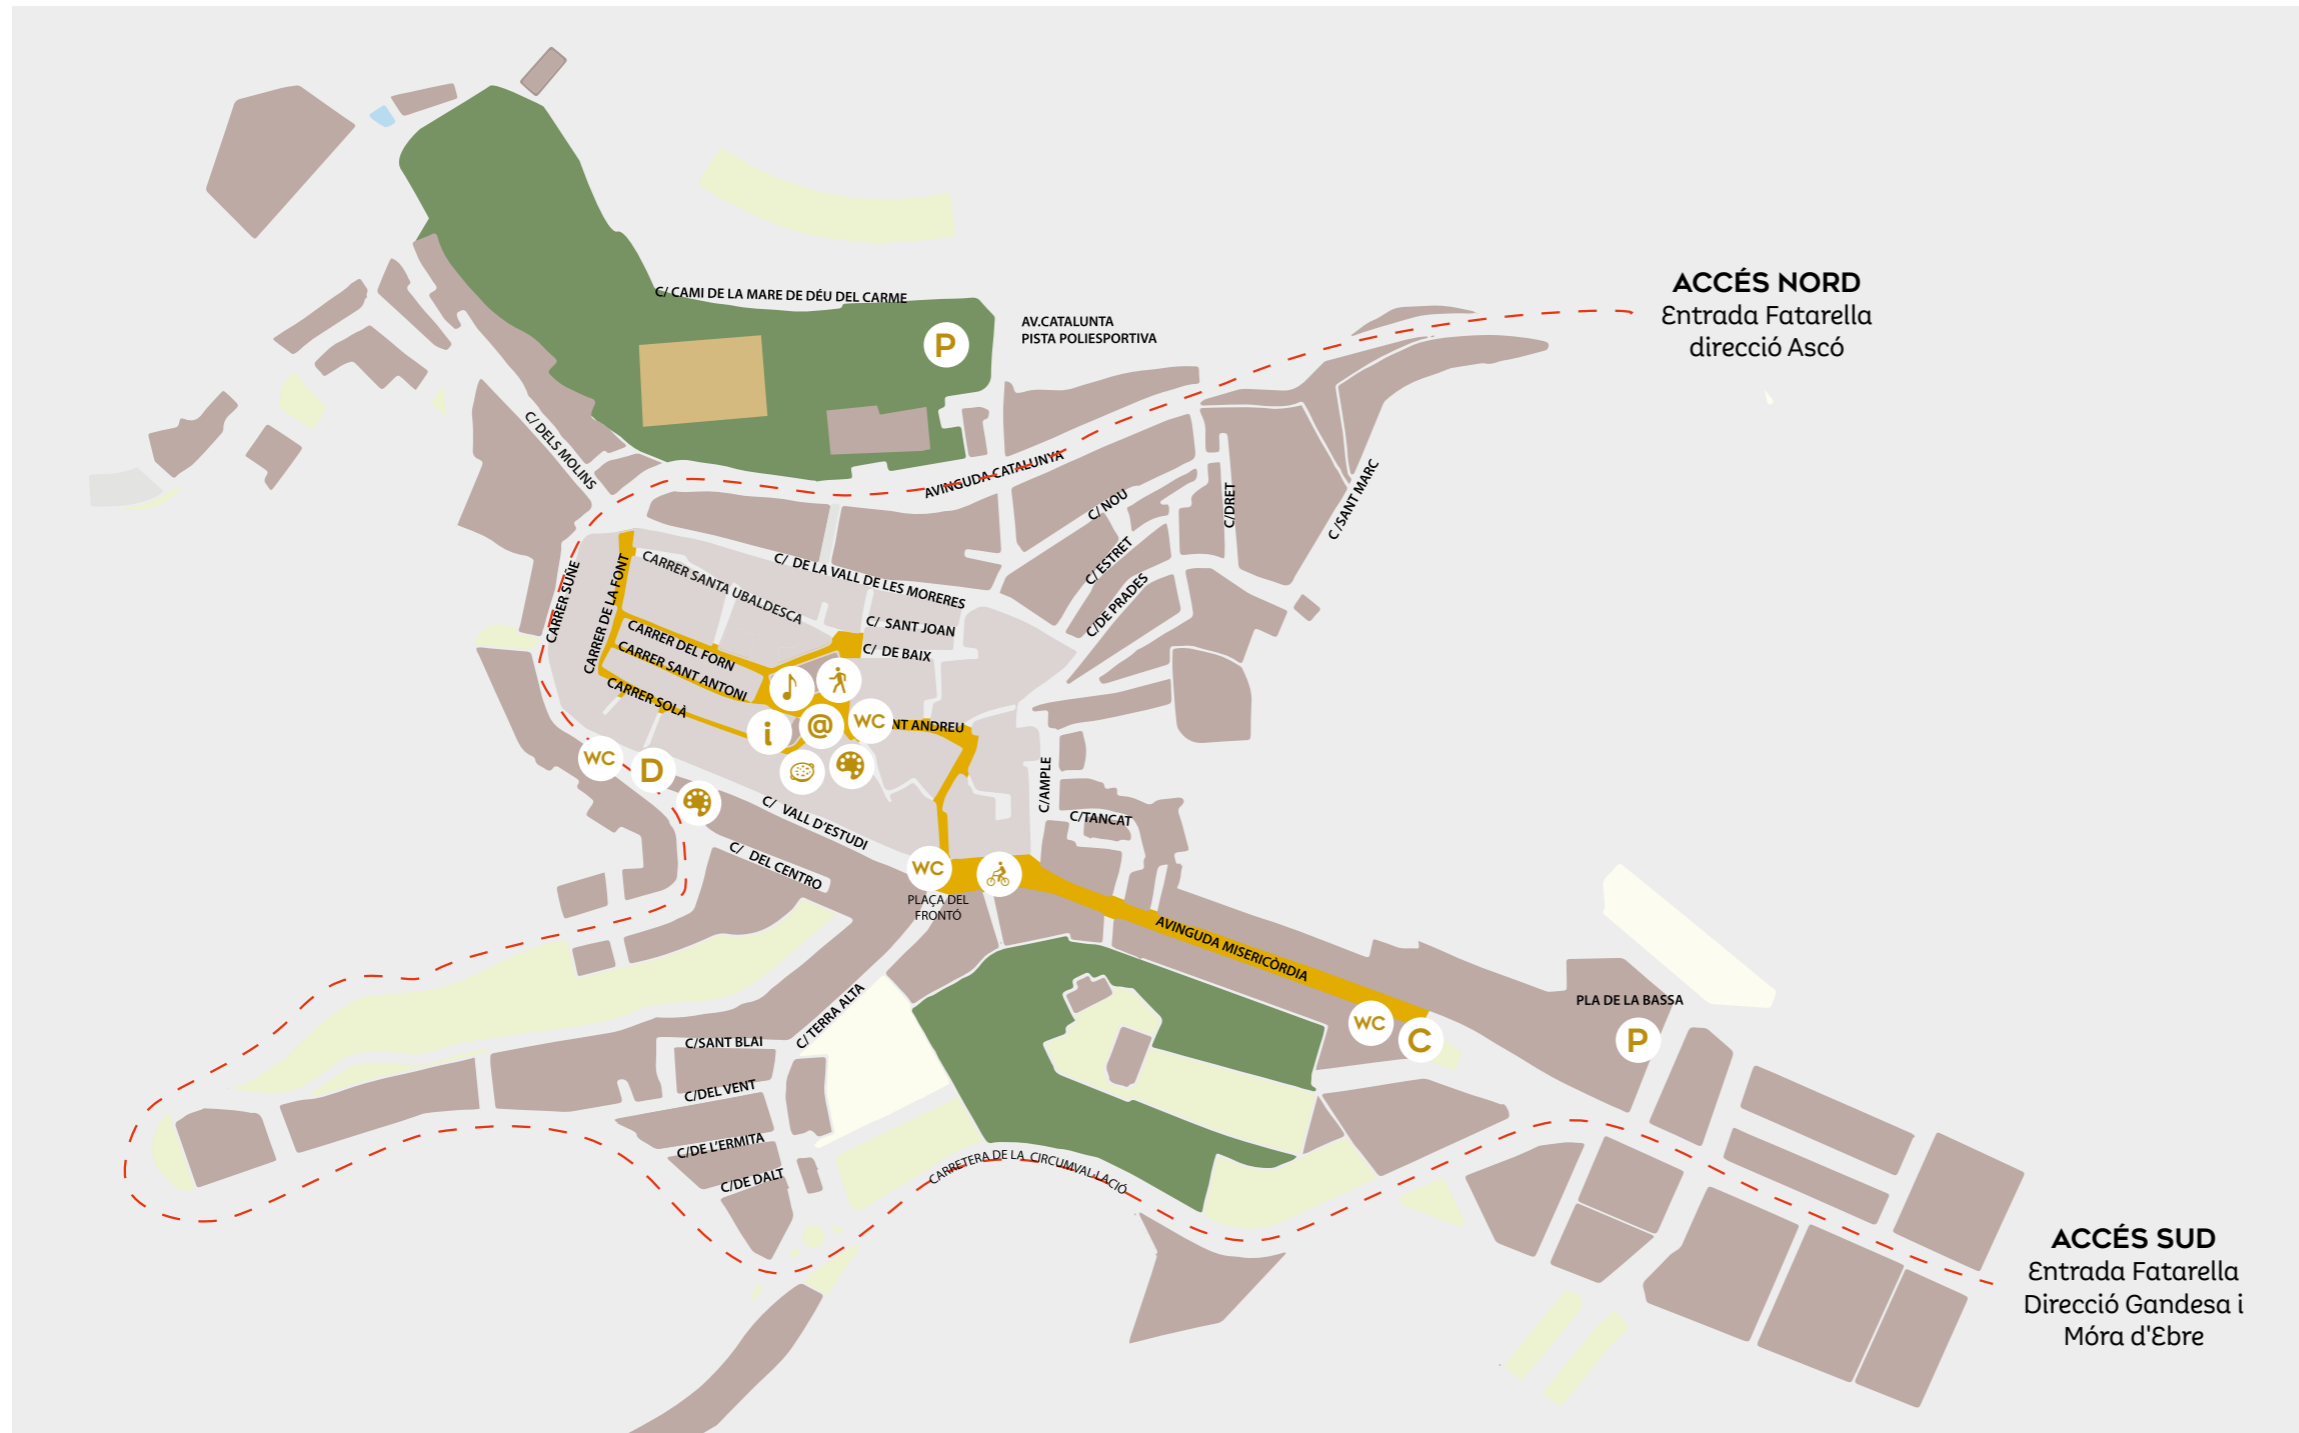 C/ CAMI DE LA MARE DE DÉU DEL CARME
P
AV.CATALUNTA
PISTA POLIESPORTIVA
ACCÉS NORD
Entrada Fatarella
direcció Ascó
C/ DELS MOLINS
AVINGUDA CATALUNYA
C/ NOU
C/DRET
C /SANT MARC
C/ ESTRET
C/DE PRADES
CARRER SUÑE
CARRER DE LA FONT
CARRER SANTA UBALDESCA
C/ DE LA VALL DE LES MORERES
C/ SANT JOAN
C/ DE BAIX
CARRER DEL FORN
CARRER SANT ANTONI
CARRER SOLÀ
i
@
WC
NT ANDREU
WC
D
C/ VALL D'ESTUDI
C/AMPLE
C/TANCAT
C/ DEL CENTRO
WC
PLAÇA DEL
FRONTÓ
AVINGUDA MISERICÒRDIA
WC
C
PLA DE LA BASSA
P
C/TERRA ALTA
C/SANT BLAI
C/DEL VENT
C/DE L'ERMITA
C/DE DALT
CARRETERA DE LA CIRCUMVAL·LACIÓ
ACCÉS SUD
Entrada Fatarella
Direcció Gandesa i
Móra d'Ebre